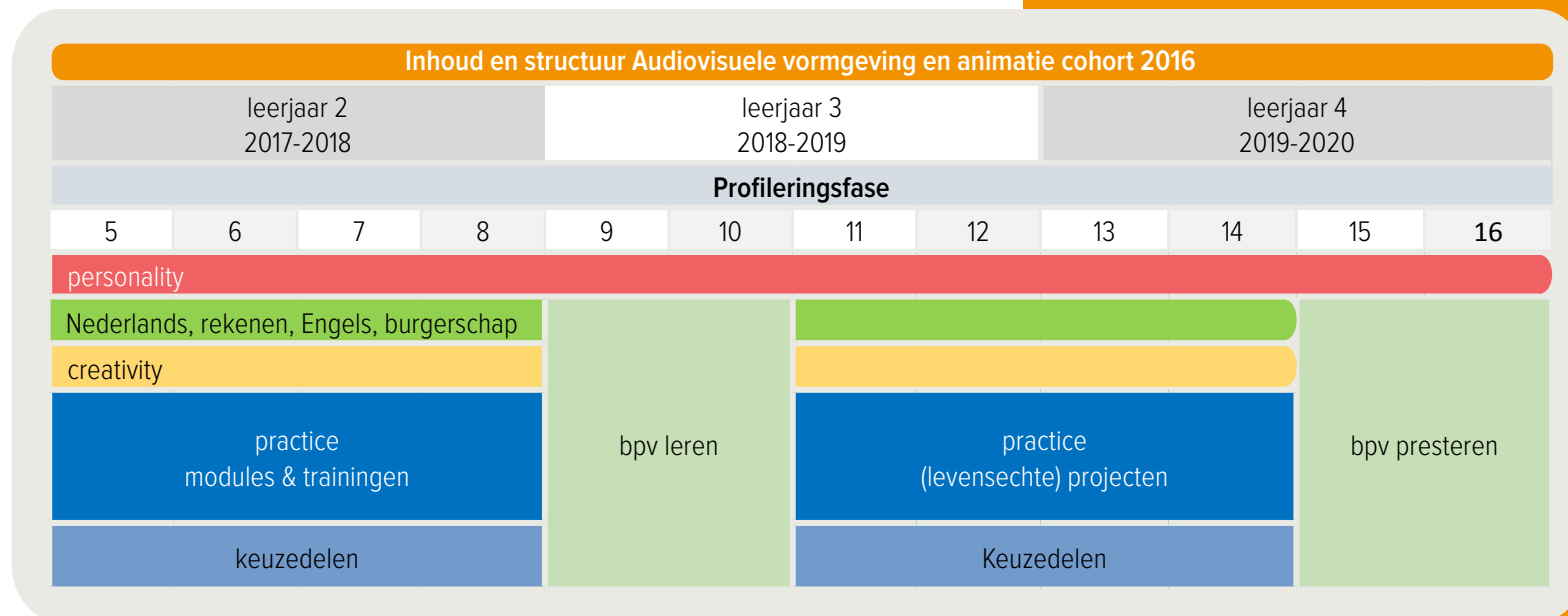 Inhoud en structuur Audiovisuele vormgeving en animatie cohort 2016
leerjaar 2
2017-2018
leerjaar 3
2018-2019
leerjaar 4
2019-2020
Profileringsfase
5 6 7 8 9 10 11 12 13 14 15 16
personality
Nederlands, rekenen, Engels, burgerschap
creativity
practice
modules & trainingen
bpv leren
practice
(levensechte) projecten
bpv presteren
keuzedelen
Keuzedelen